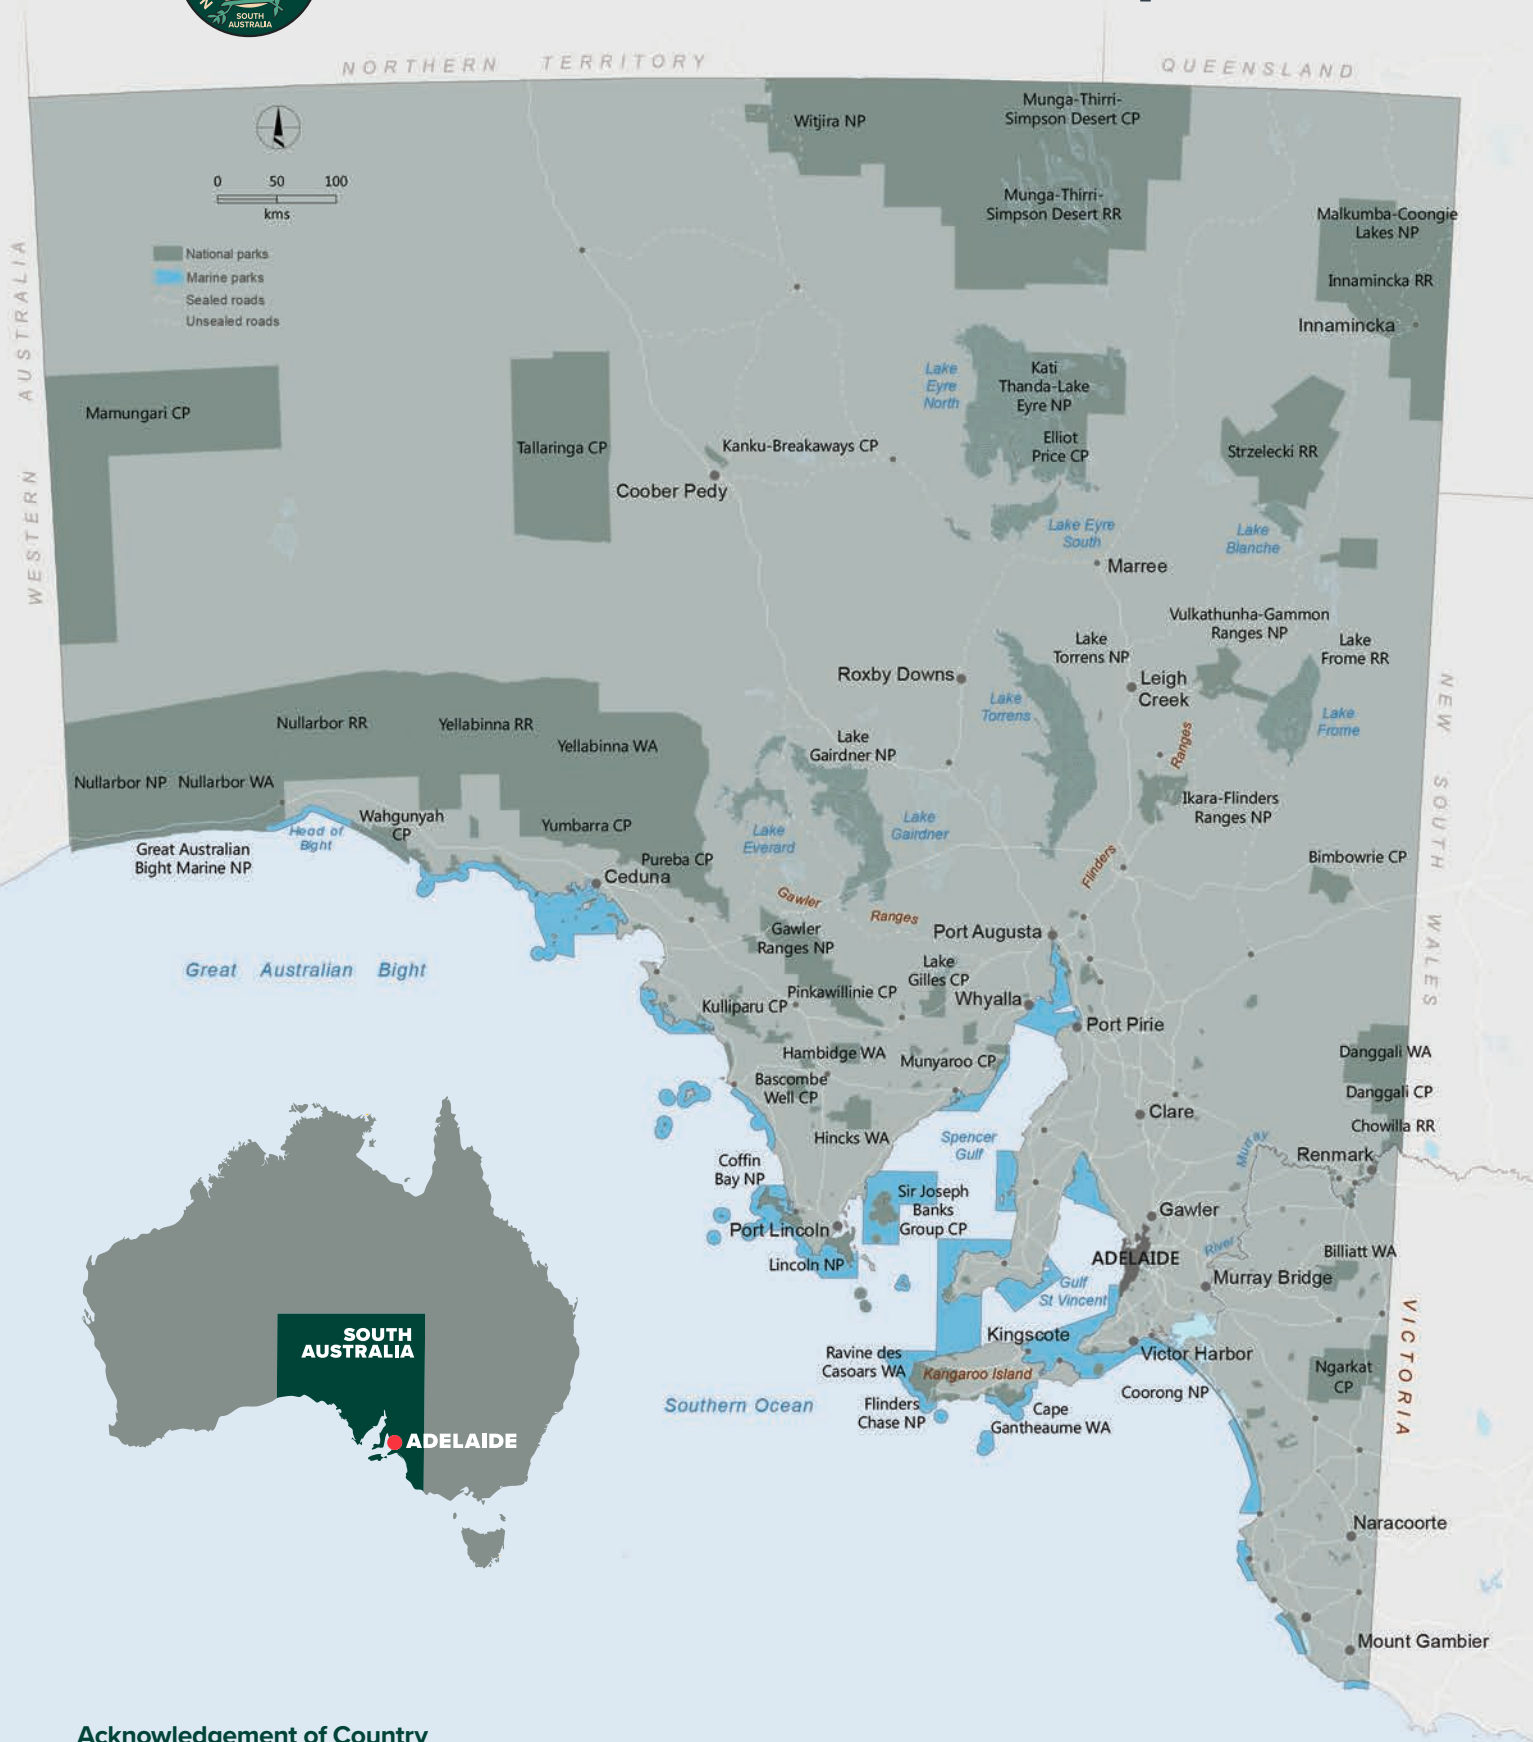 SOUTH
AUSTRALIA
NORTHERN TERRITORY
QUEENSLAND
WESTERN AUSTRALIA
NEW SOUTH WALES
VICTORIA
0 50 100
kms
National parks
Marine parks
Sealed roads
Unsealed roads
Witjira NP
Munga-Thirri-
Simpson Desert CP
Munga-Thirri-
Simpson Desert RR
Malkumba-Coongie
Lakes NP
Innamincka RR
Innamincka
Mamungari CP
Tallaringa CP
Kanku-Breakaways CP
Coober Pedy
Lake
Eyre
North
Kati
Thanda-Lake
Eyre NP
Elliot
Price CP
Strzelecki RR
Lake Eyre
South
Lake
Blanche
Marree
Vulkathunha-Gammon
Ranges NP
Lake
Frome RR
Lake
Torrens NP
Roxby Downs
Leigh
Creek
Lake
Torrens
Lake
Frome
Nullarbor RR
Yellabinna RR
Yellabinna WA
Lake
Gairdner NP
Ranges
Nullarbor NP
Nullarbor WA
Ikara-Flinders
Ranges NP
Wahgunyah
CP
Yumbarra CP
Head of
Bight
Lake
Everard
Lake
Gairdner
Great Australian
Bight Marine NP
Pureba CP
Ceduna
Flinders
Bimbowrie CP
Gawler
Ranges
Gawler
Ranges NP
Port Augusta
Great Australian Bight
Lake
Gilles CP
Pinkawillinie CP
Kulliparu CP
Whyalla
Port Pirie
Hambidge WA
Munyaroo CP
Danggali WA
Bascombe
Well CP
Danggali CP
Clare
Chowilla RR
Hincks WA
Spencer
Gulf
Murray
Renmark
Coffin
Bay NP
Sir Joseph
Banks
Group CP
Gawler
Port Lincoln
River
ADELAIDE
Billiatt WA
Lincoln NP
Murray Bridge
Gulf
St Vincent
Kingscote
Ravine des
Casoars WA
Kangaroo Island
Victor Harbor
Ngarkat
CP
Coorong NP
Southern Ocean
Flinders
Chase NP
Cape
Gantheaume WA
Naracoorte
Mount Gambier
SOUTH
AUSTRALIA
ADELAIDE
Acknowledgement of Country